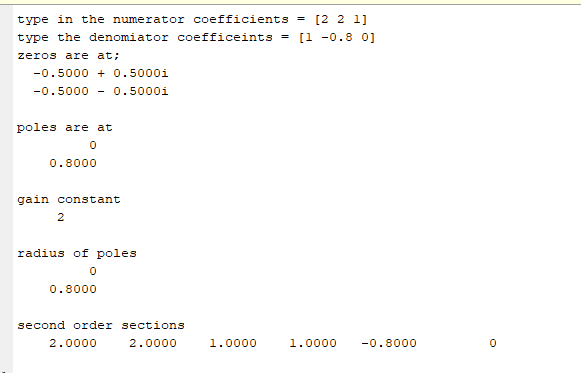 type in the numerator coefficients = [2 2 1]
type the denomiator coefficeints = [1 -0.8 0]
zeros are at;
-0.5000 + 0.5000i
-0.5000 - 0.5000i
poles are at
0
0.8000
gain constant
2
radius of poles
0
0.8000
second order sections
2.0000 2.0000 1.0000 1.0000 -0.8000 0